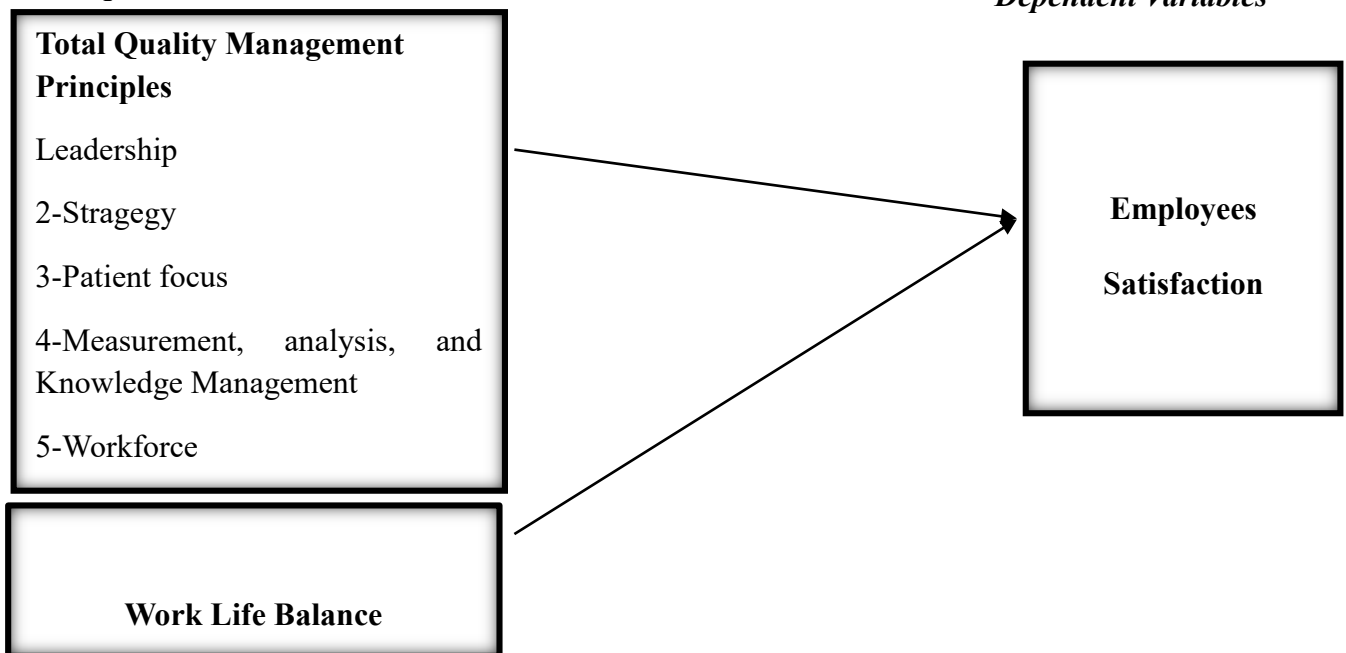 Dependent Variables
Total Quality Management
Principles
Leadership
2-Stragegy
3-Patient focus
4-Measurement, analysis, and
Knowledge Management
5-Workforce
Employees
Satisfaction
Work Life Balance